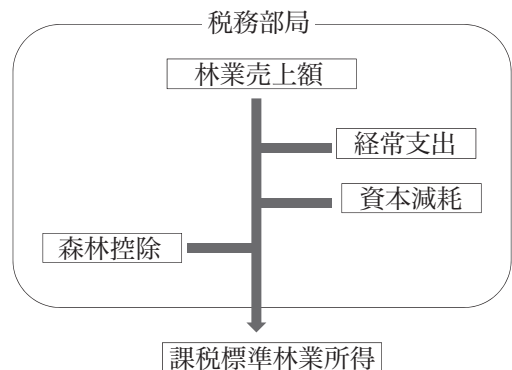 税務部局
林業売上額
経常支出
資本減耗
森林控除
課税標準林業所得